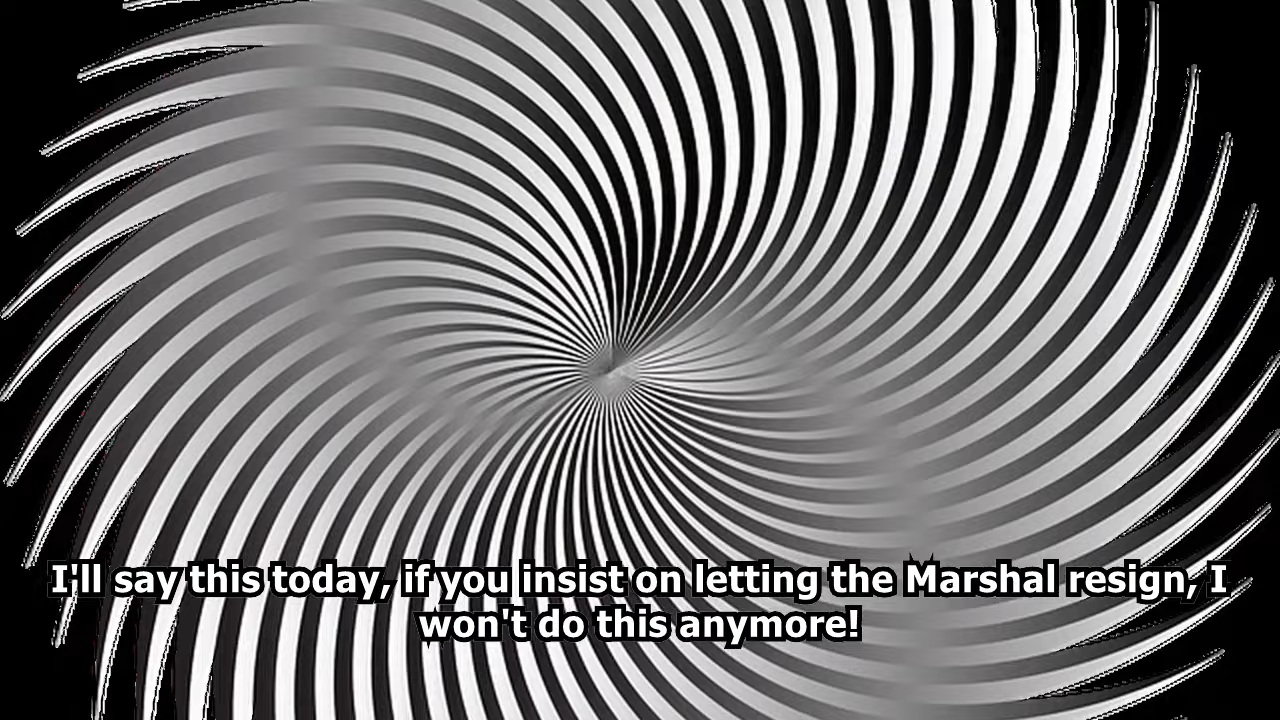 I'll say this today, if you insist on letting the Marshal resign, I
won't do this anymore!